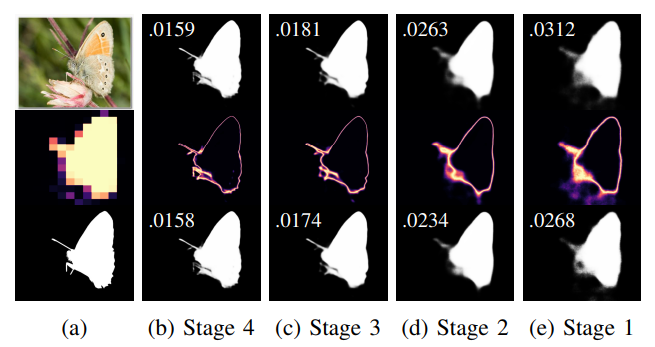 .0159 .0181 .0263 .0312
.0158 .0174 .0234 .0268
(a) (b) Stage 4 (c) Stage 3 (d) Stage 2 (e) Stage 1